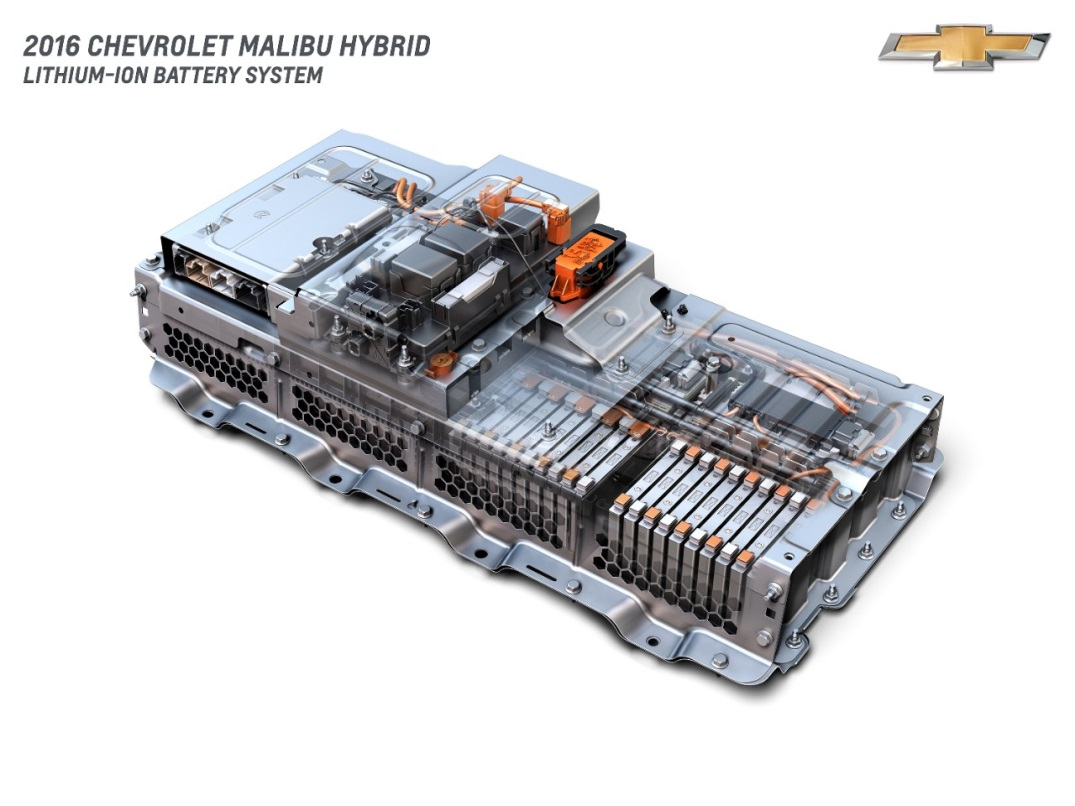 2016 CHEVROLET MALIBU HYBRID
LITHIUM-ION BATTERY SYSTEM